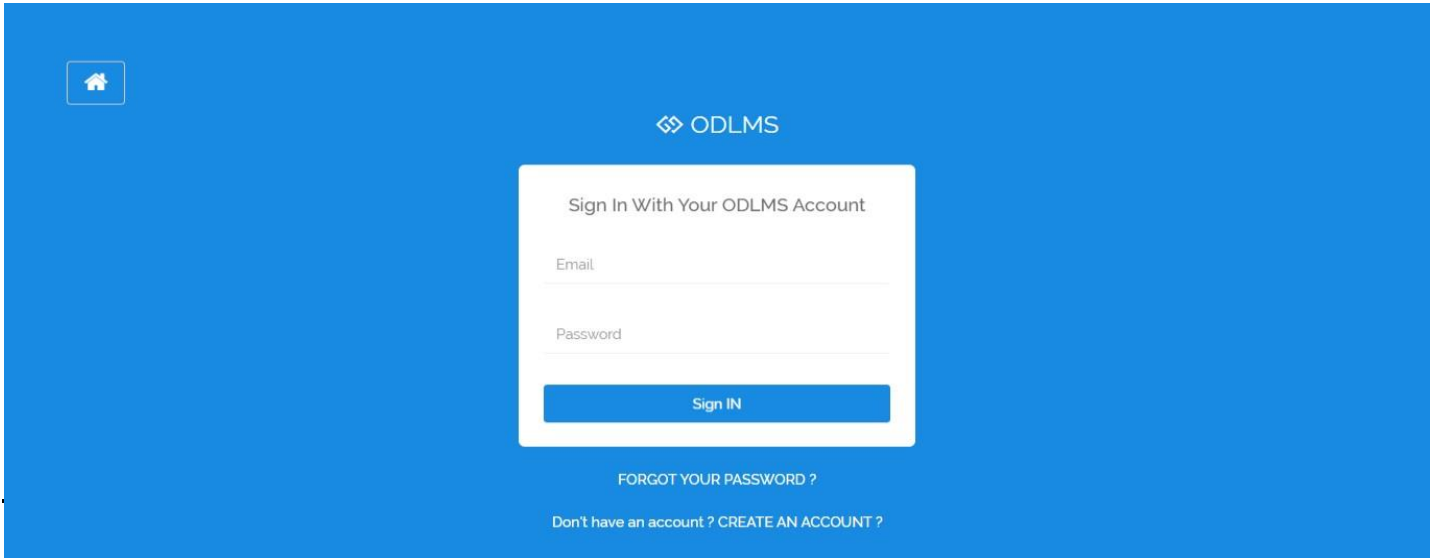 ODLMS
Sign In With Your ODLMS Account
Email
Password
Sign IN
FORGOT YOUR PASSWORD ?
Don't have an account ? CREATE AN ACCOUNT ?